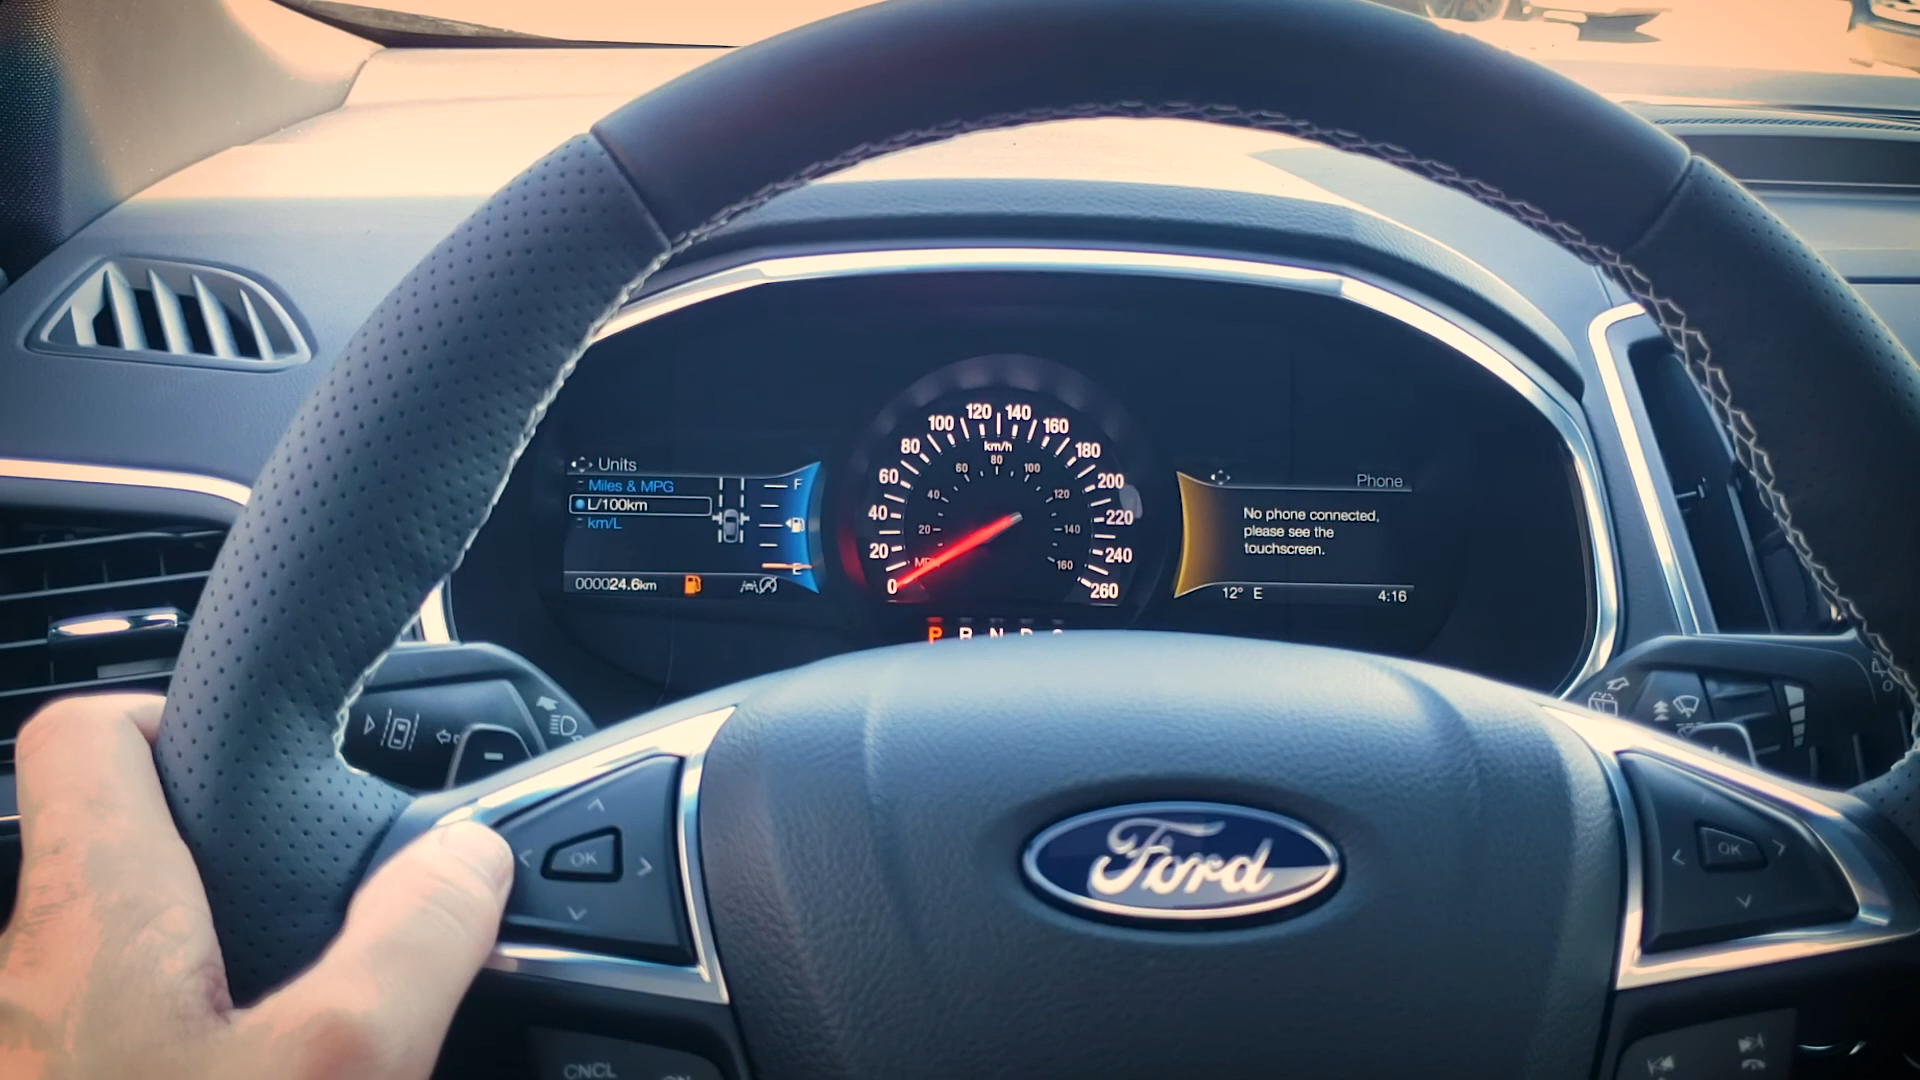 Units
Miles & MPG
L/100km
km/L
F
E
000024.6km
0
20
40
60
80
100
120
140
160
180
200
220
240
260
km/h
20
40
60
80
100
120
140
160
MPH
P R N D
Phone
No phone connected,
please see the
touchscreen.
12° E
4:16
OK
Ford
OK
CNCL